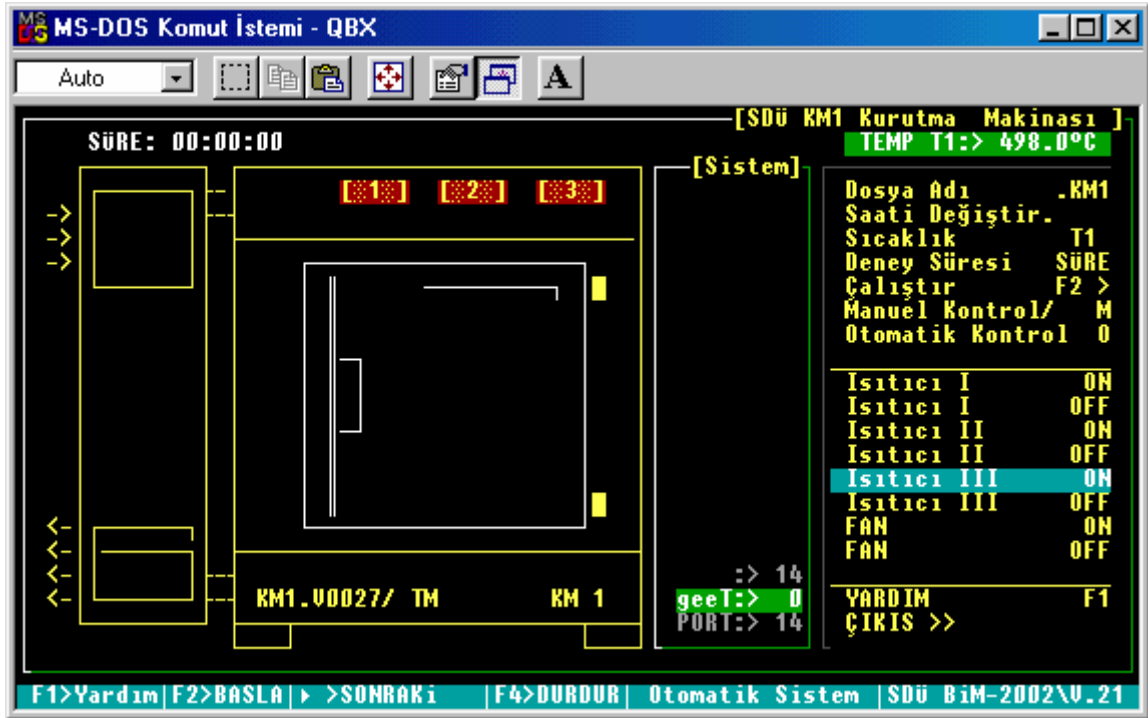 MS-DOS Komut İstemi - QBX
Auto
A
[SDÜ KM1 Kurutma Makinası ]
SÜRE: 00:00:00
TEMP T1:> 498.0°C
[Sistem]
[1] [2] [3]
Dosya Adı .KM1
Saati Değiştir.
Sıcaklık T1
Deney Süresi SÜRE
Çalıştır F2 >
Manuel Kontrol/ M
Otomatik Kontrol O
Isıtıcı I ON
Isıtıcı I OFF
Isıtıcı II ON
Isıtıcı II OFF
Isıtıcı III ON
Isıtıcı III OFF
FAN ON
FAN OFF
:> 14
KM1.V0027/ TM KM 1
geeT:> 0
PORT:> 14
YARDIM F1
ÇIKIS >>
F1>Yardım|F2>BASLA|▸ >SONRAKi |F4>DURDUR| Otomatik Sistem |SDÜ BiM-2002\V.21